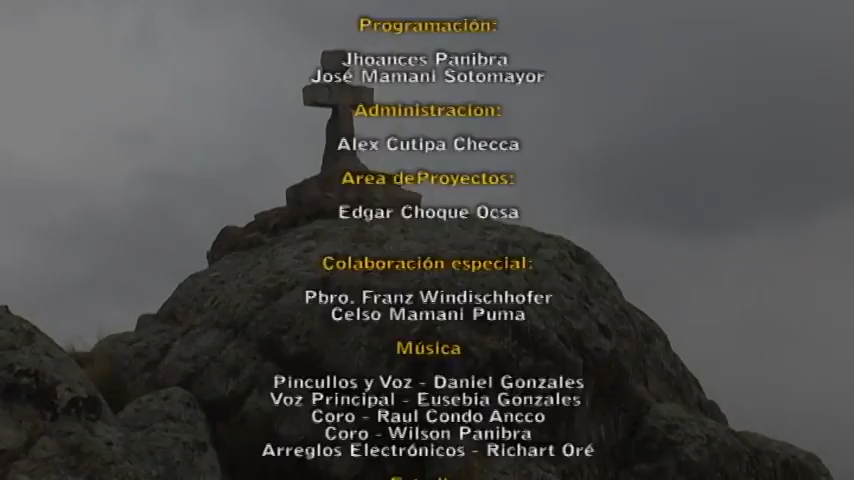 Programación:
Jhoances Panibra
José Mamani Sotomayor
Administracion:
Alex Cutipa Checca
Area deProyectos:
Edgar Choque Ocsa
Colaboración especial:
Pbro. Franz Windischhofer
Celso Mamani Puma
Música
Pincullos y Voz - Daniel Gonzales
Voz Principal - Eusebia Gonzales
Coro - Raul Condo Ancco
Coro - Wilson Panibra
Arreglos Electrónicos - Richart Oré